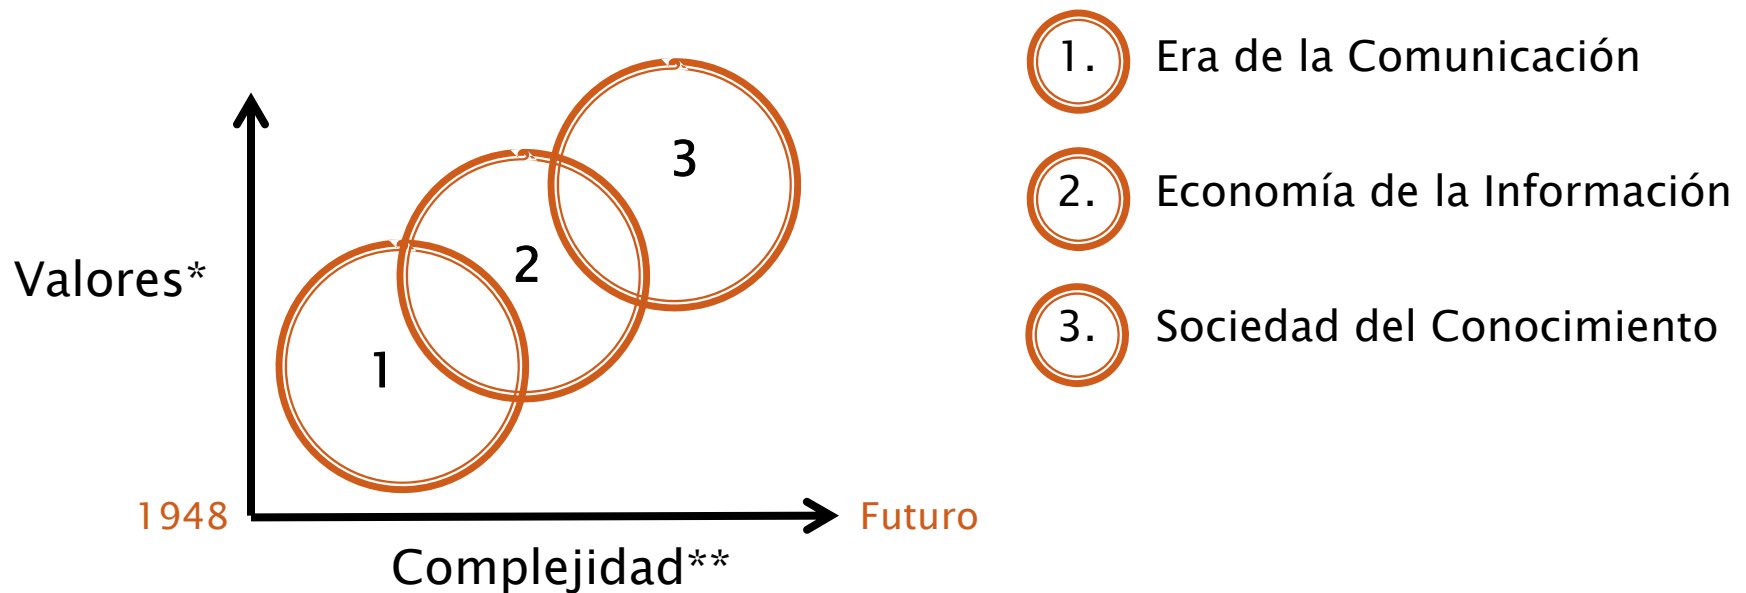 Valores*
1
2
3
1948
Futuro
Complejidad**
1. Era de la Comunicación
2. Economía de la Información
3. Sociedad del Conocimiento